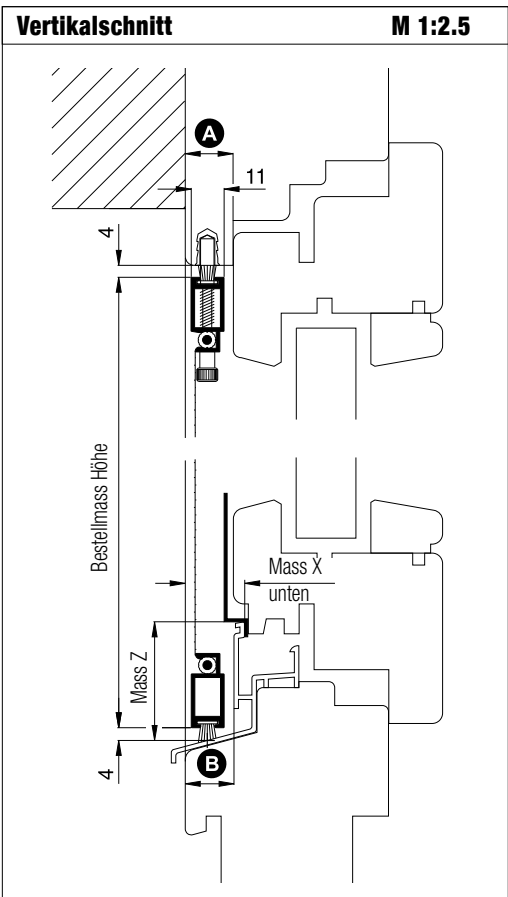 Vertikalschnitt M 1:2.5
A
11
4
Bestellmass Höhe
Mass X
unten
Mass Z
B
4